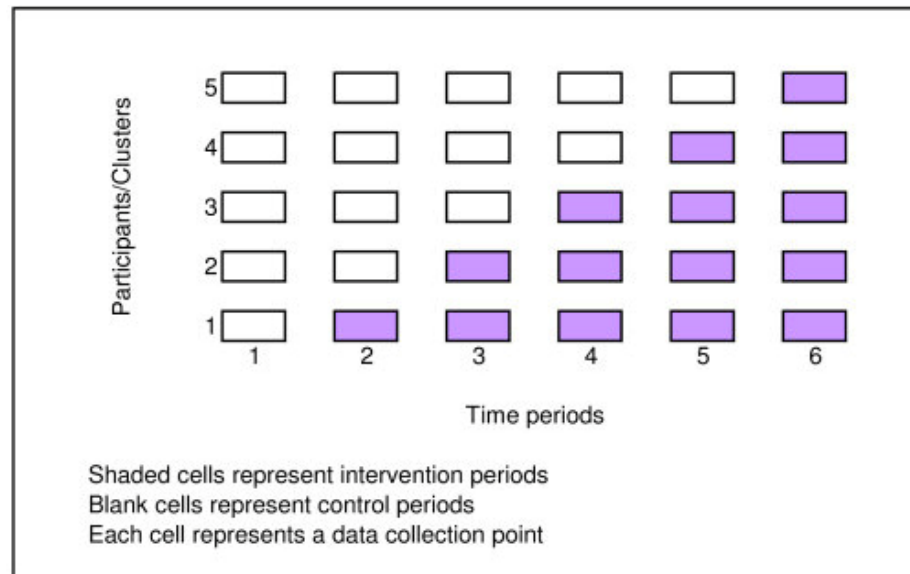 Participants/Clusters
5
4
3
2
1
1 2 3 4 5 6
Time periods
Shaded cells represent intervention periods
Blank cells represent control periods
Each cell represents a data collection point